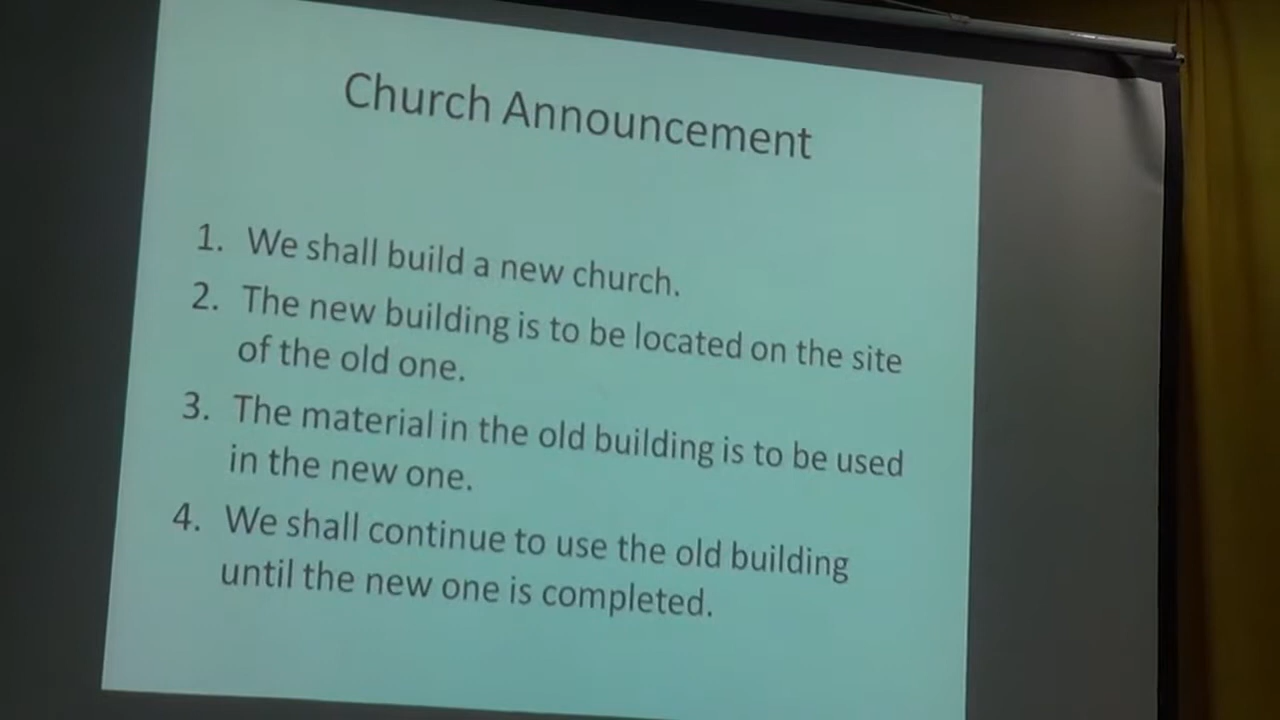 Church Announcement
1. We shall build a new church.
2. The new building is to be located on the site
of the old one.
3. The material in the old building is to be used
in the new one.
4. We shall continue to use the old building
until the new one is completed.